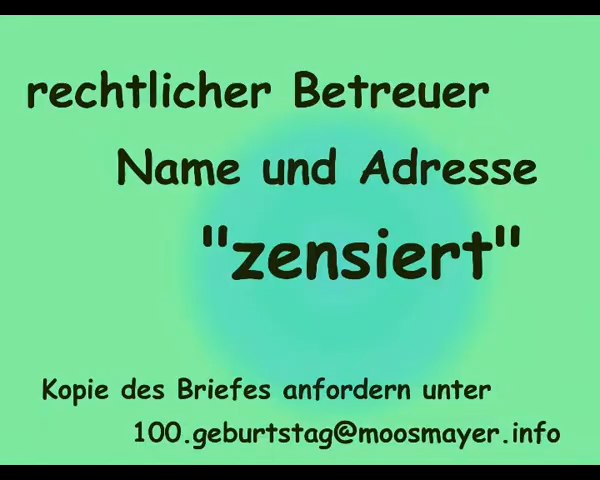 rechtlicher Betreuer
Name und Adresse
"zensiert"
Kopie des Briefes anfordern unter
100.geburtstag@moosmayer.info